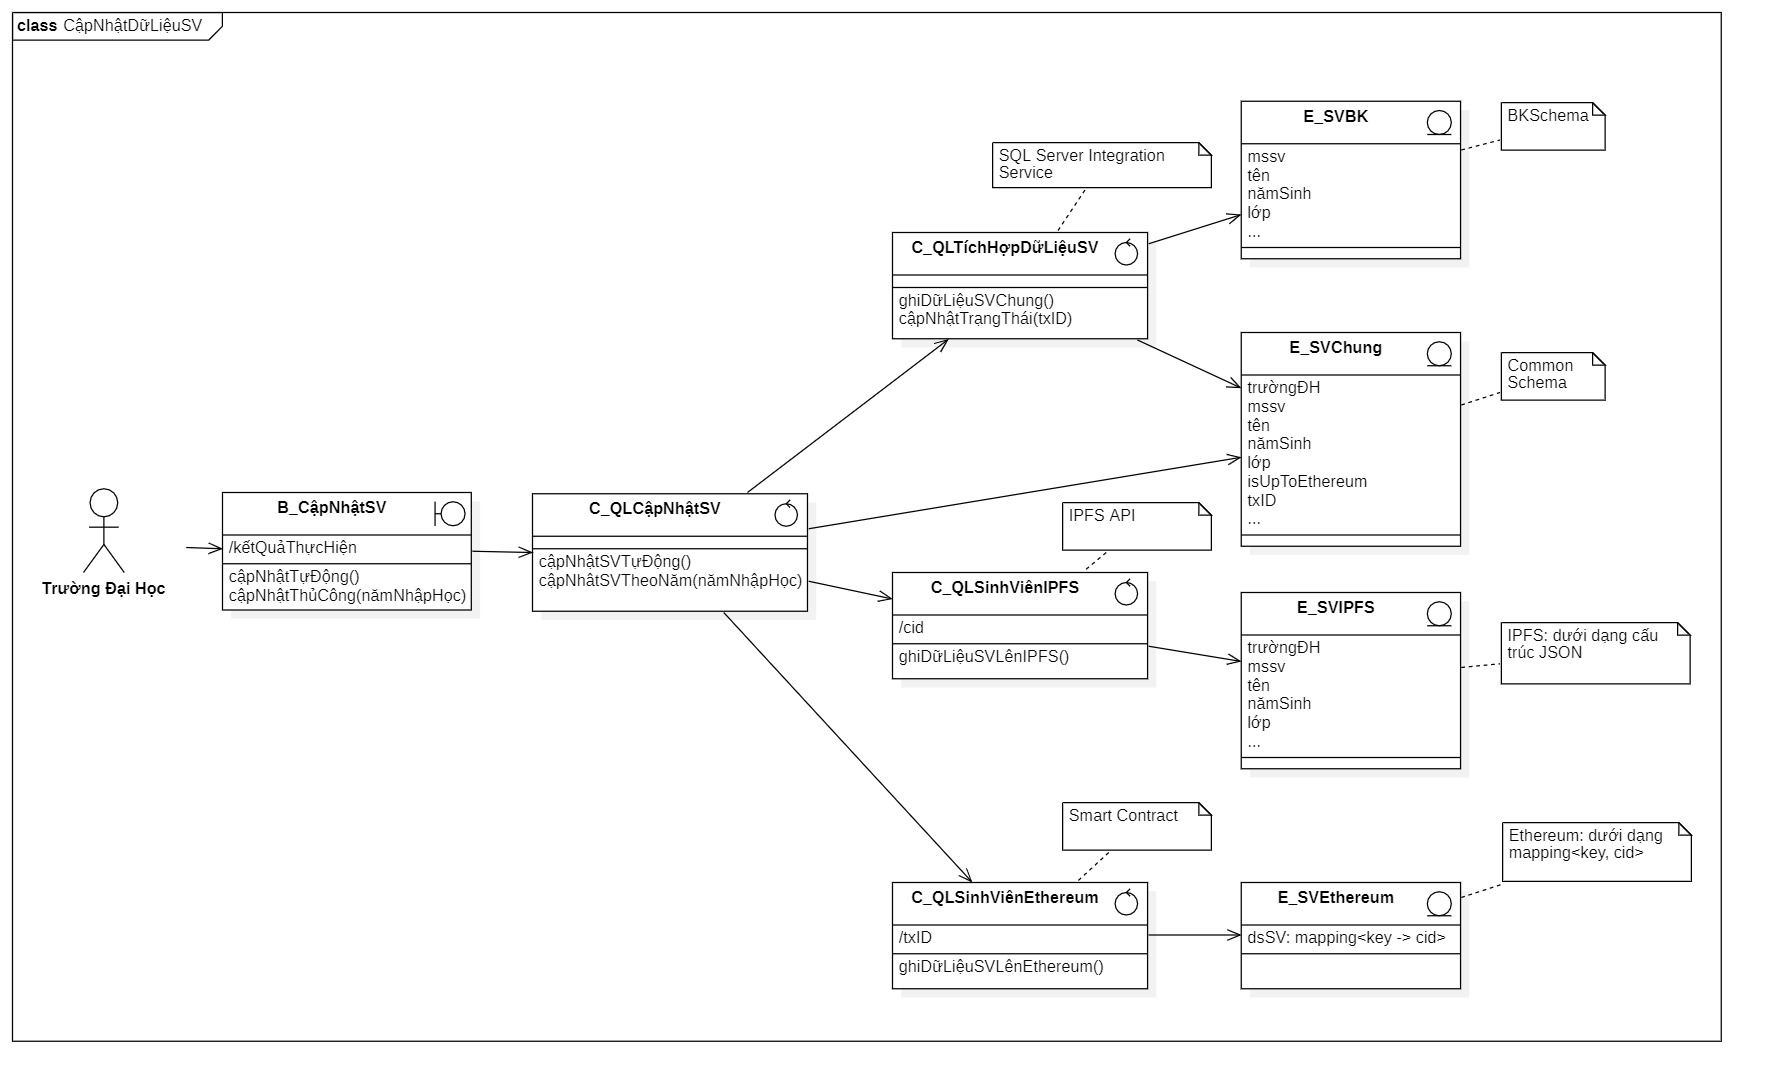 class CậpNhậtDữLiệuSV
Trường Đại Học
B_CậpNhậtSV
/kếtQuảThựcHiện
cậpNhậtTựĐộng()
cậpNhậtThủCông(nămNhậpHọc)
C_QLCậpNhậtSV
cậpNhậtSVTựĐộng()
cậpNhậtSVTheoNăm(nămNhậpHọc)
SQL Server Integration
Service
C_QLTíchHợpDữLiệuSV
ghiDữLiệuSVChung()
cậpNhậtTrạngThái(txID)
IPFS API
C_QLSinhViênIPFS
/cid
ghiDữLiệuSVLênIPFS()
Smart Contract
C_QLSinhViênEthereum
/txID
ghiDữLiệuSVLênEthereum()
E_SVBK
mssv
tên
nămSinh
lớp
...
BKSchema
E_SVChung
trườngĐH
mssv
tên
nămSinh
lớp
isUpToEthereum
txID
...
Common
Schema
E_SVIPFS
trườngĐH
mssv
tên
nămSinh
lớp
...
IPFS: dưới dạng cấu
trúc JSON
E_SVEthereum
dsSV: mapping<key -> cid>
Ethereum: dưới dạng
mapping<key, cid>